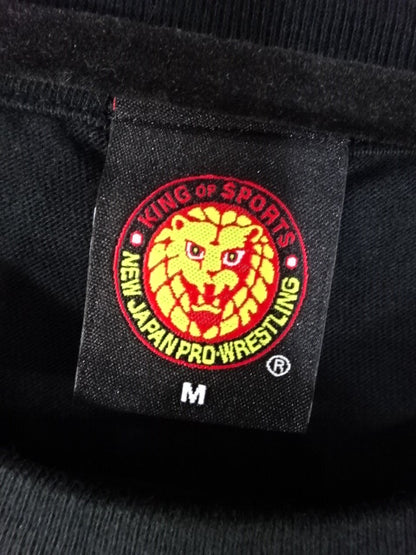 KING OF SPORTS
NEW JAPAN PRO-WRESTLING
®
M